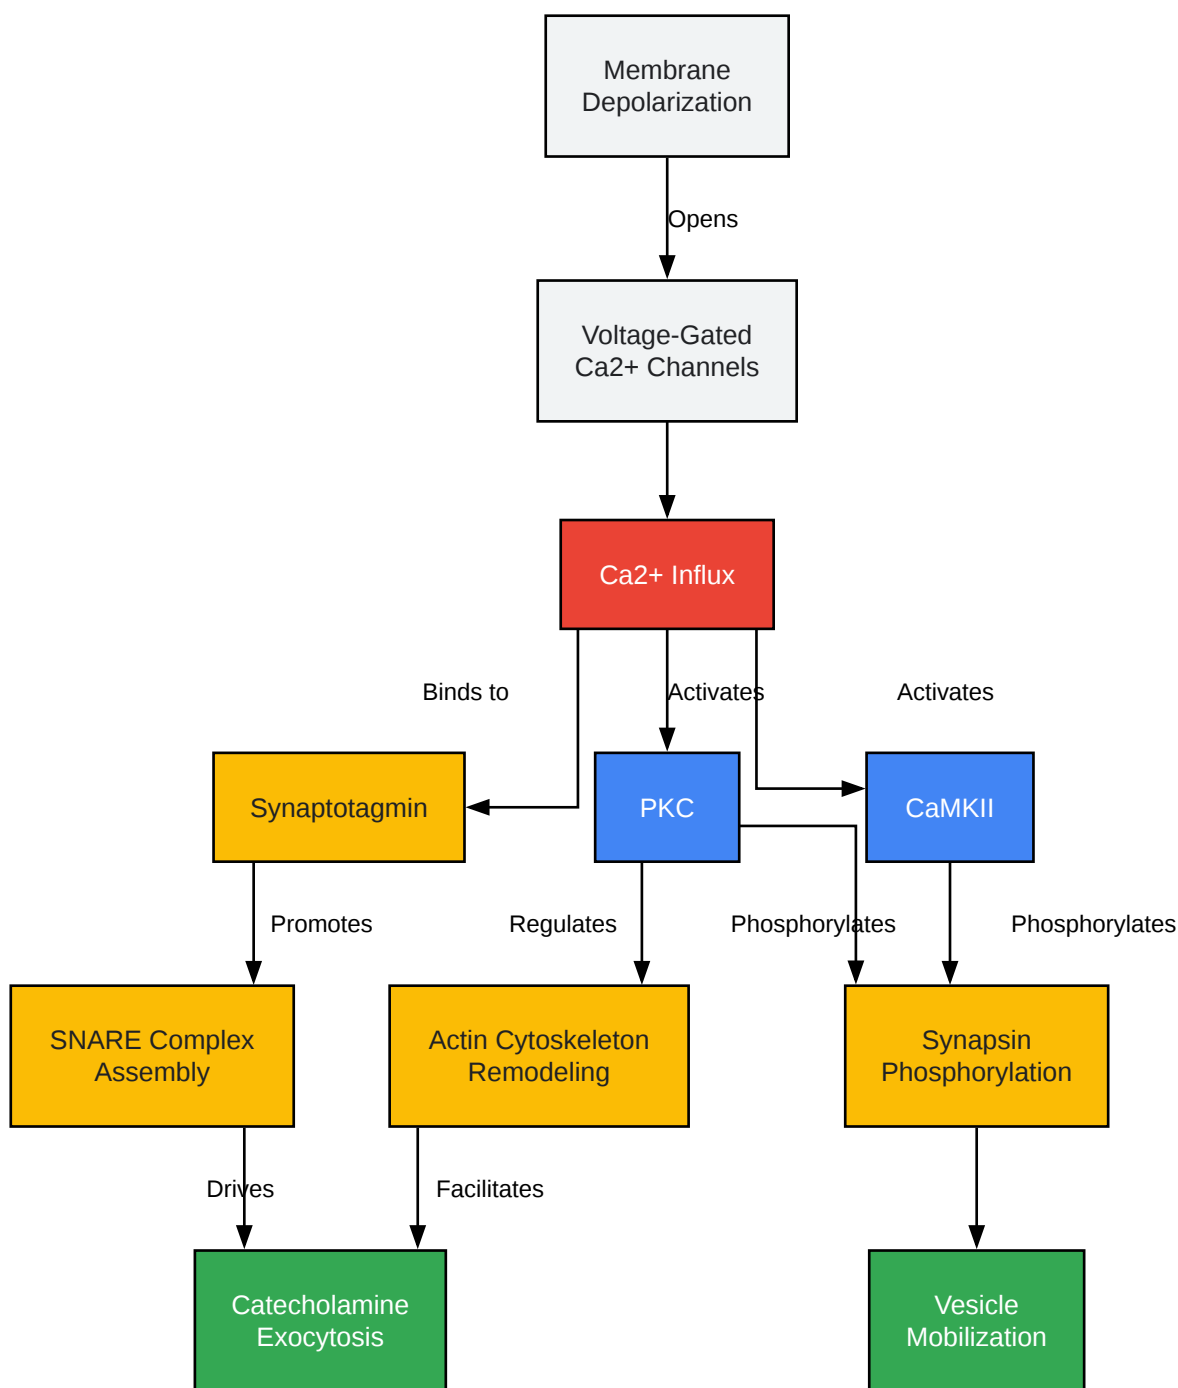 Membrane
Depolarization
Opens
Voltage-Gated
Ca2+ Channels
Ca2+ Influx
Binds to
Activates
Activates
Synaptotagmin
PKC
CaMKII
Promotes
Regulates
Phosphorylates
Phosphorylates
SNARE Complex
Assembly
Actin Cytoskeleton
Remodeling
Synapsin
Phosphorylation
Drives
Facilitates
Catecholamine
Exocytosis
Vesicle
Mobilization